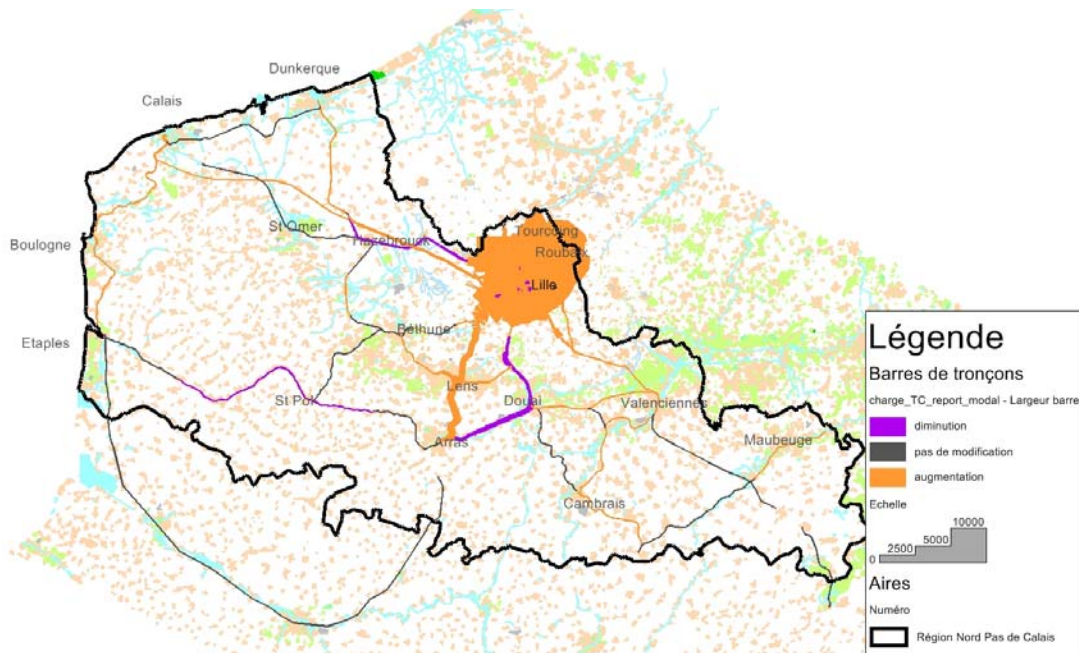 Dunkerque
Calais
St Omer
Tourcoing
Boulogne
Hazebrouck
Roubaix
Lille
Etaples
Béthune
Lens
St Pol
Douai
Valenciennes
Arras
Maubeuge
Cambrais
Légende
Barres de tronçons
charge_TC_report_modal - Largeur barre
diminution
pas de modification
augmentation
Echelle
10000
5000
2500
0
Aires
Numéro
Région Nord Pas de Calais